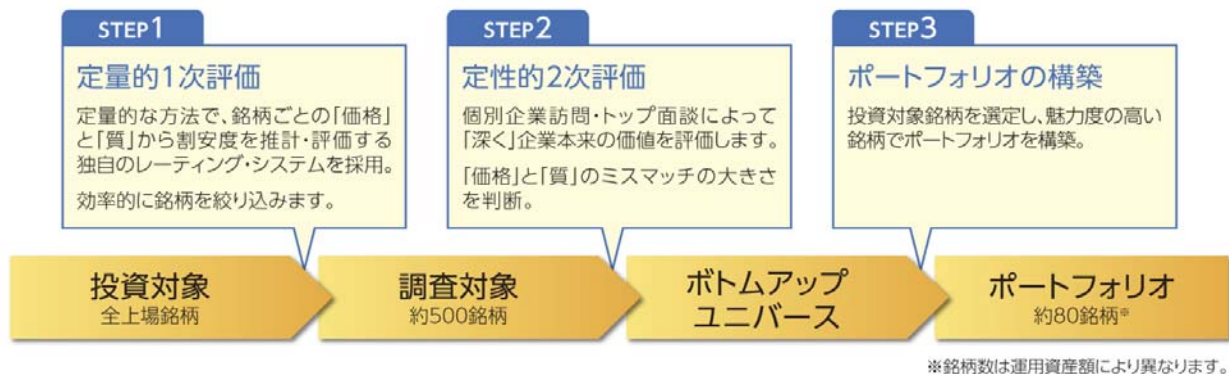 STEP1
定量的1次評価
定量的な方法で、銘柄ごとの「価格」
と「質」から割安度を推計・評価する
独自のレーティング・システムを採用。
効率的に銘柄を絞り込みます。
STEP2
定性的2次評価
個別企業訪問・トップ面談によって
「深く」企業本来の価値を評価します。
「価格」と「質」のミスマッチの大きさ
を判断。
STEP3
ポートフォリオの構築
投資対象銘柄を選定し、魅力度の高い
銘柄でポートフォリオを構築。
投資対象
全上場銘柄
調査対象
約500銘柄
ボトムアップ
ユニバース
ポートフォリオ
約80銘柄※
※銘柄数は運用資産額により異なります。